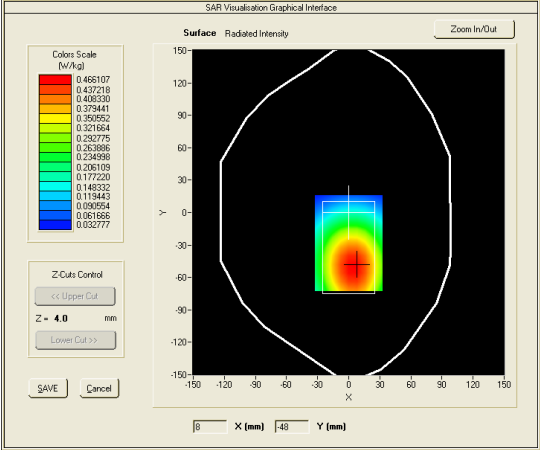 SAR Visualisation Graphical Interface
Surface Radiated Intensity
Zoom In/Out
Colors Scale
(W/kg)
0.466107
0.437218
0.408330
0.379441
0.350552
0.321664
0.292775
0.263886
0.234998
0.206109
0.177220
0.148332
0.119443
0.090554
0.061666
0.032777
Z-Cuts Control
<< Upper Cut
Z = 4.0 mm
Lower Cut >>
SAVE Cancel
150-
120-
90-
60-
30-
Y 0-
-30-
-60-
-90-
-120-
-150-
-150 -120 -90 -60 -30 0 30 60 90 120 150
X
8 X (mm) -48 Y (mm)